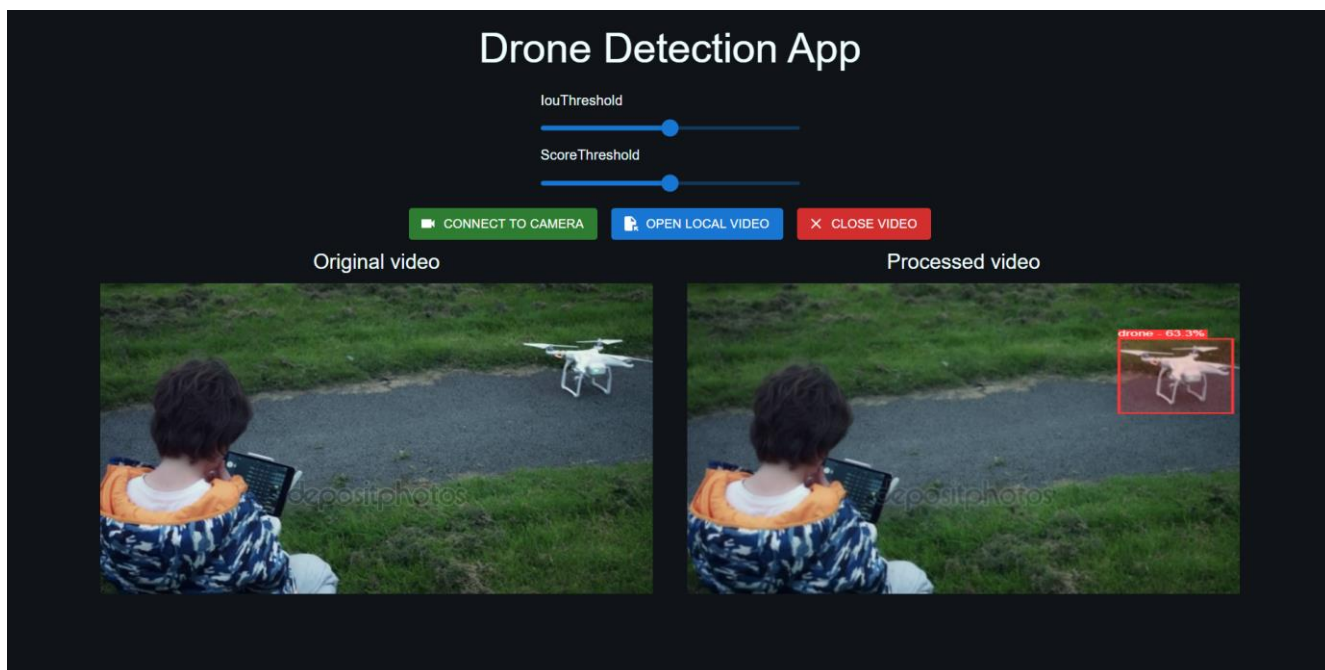 Drone Detection App
IouThreshold
ScoreThreshold
CONNECT TO CAMERA
OPEN LOCAL VIDEO
CLOSE VIDEO
Original video
Processed video
drone - 63.3%
depositphotos
depositphotos